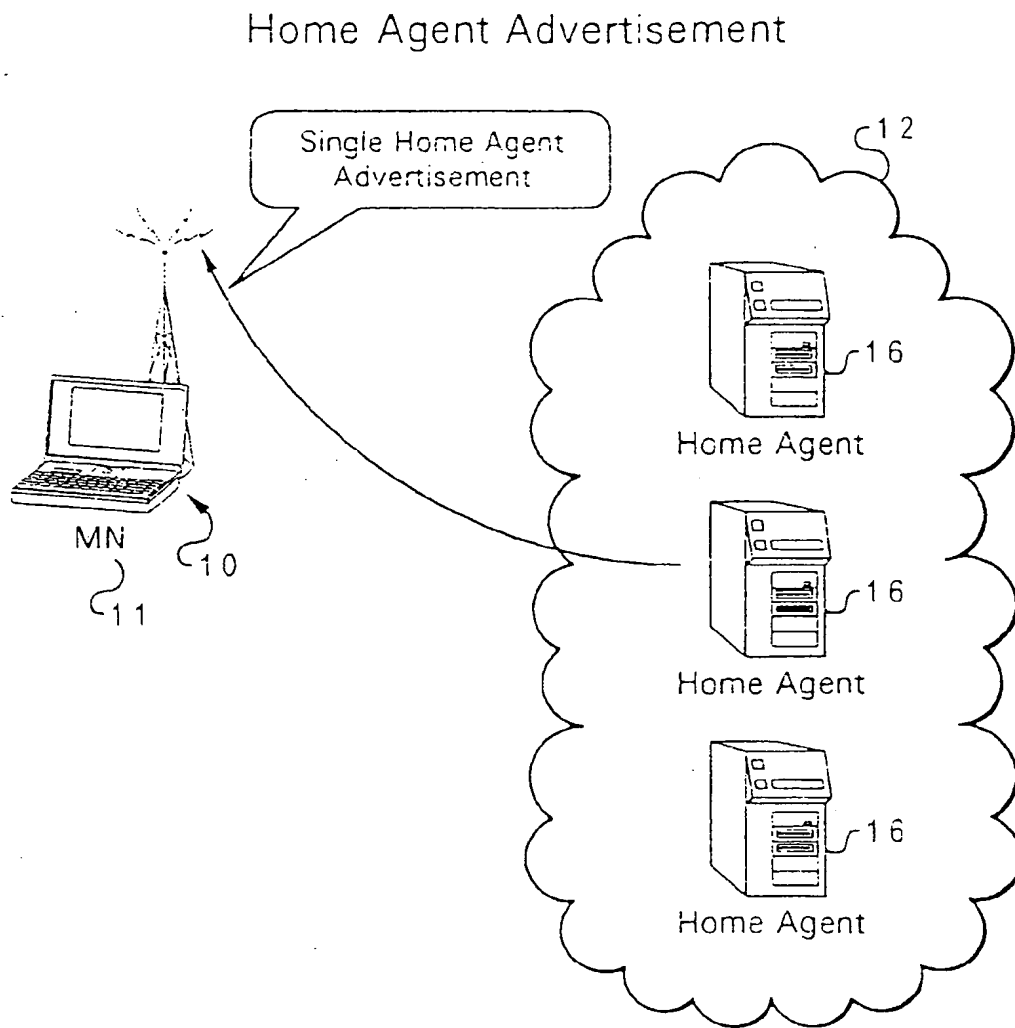 Home Agent Advertisement
Single Home Agent
Advertisement
12
16
Home Agent
MN
10
11
16
Home Agent
16
Home Agent